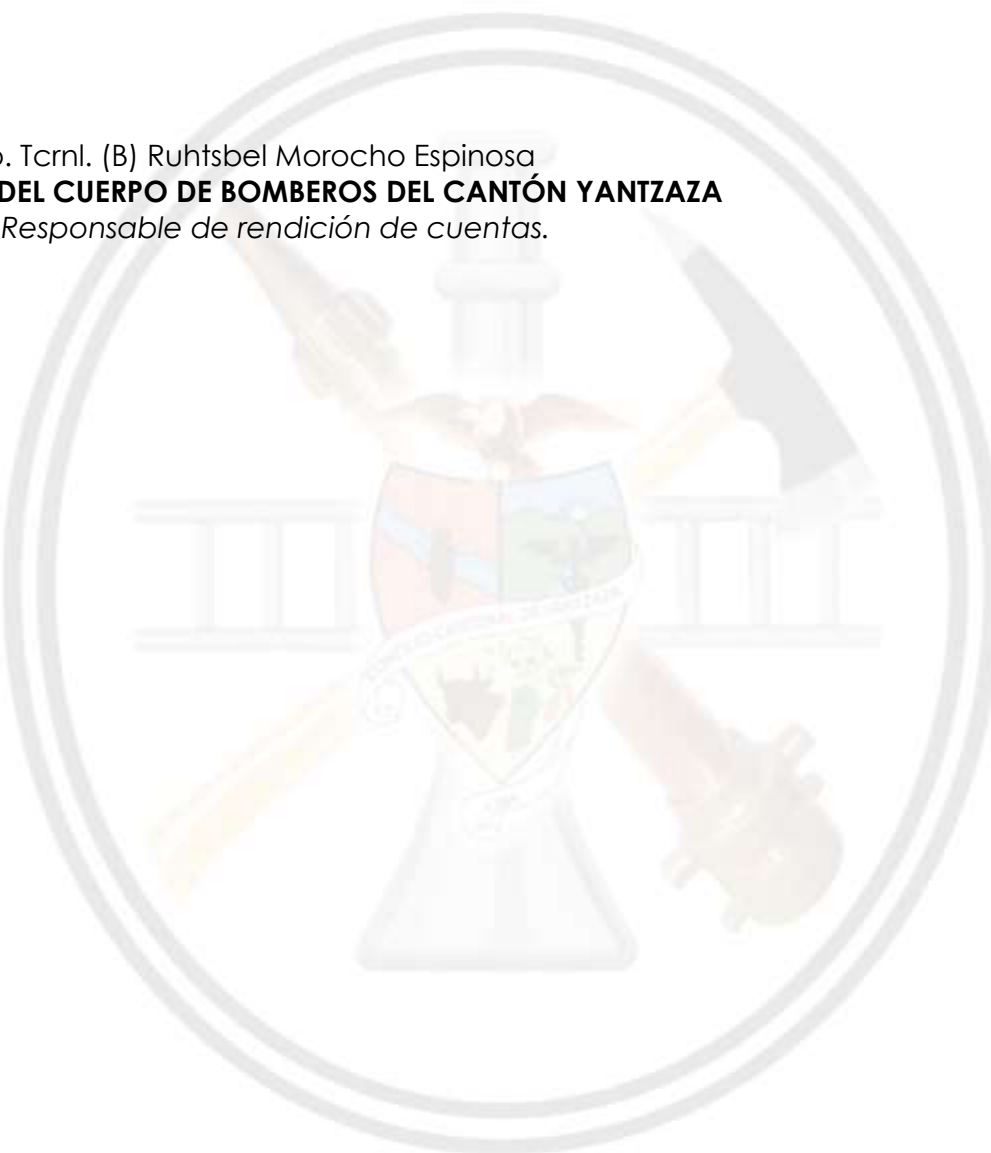 o. Tcrnl. (B) Ruhtsbel Morocho Espinosa
DEL CUERPO DE BOMBEROS DEL CANTÓN YANTZAZA
Responsable de rendición de cuentas.